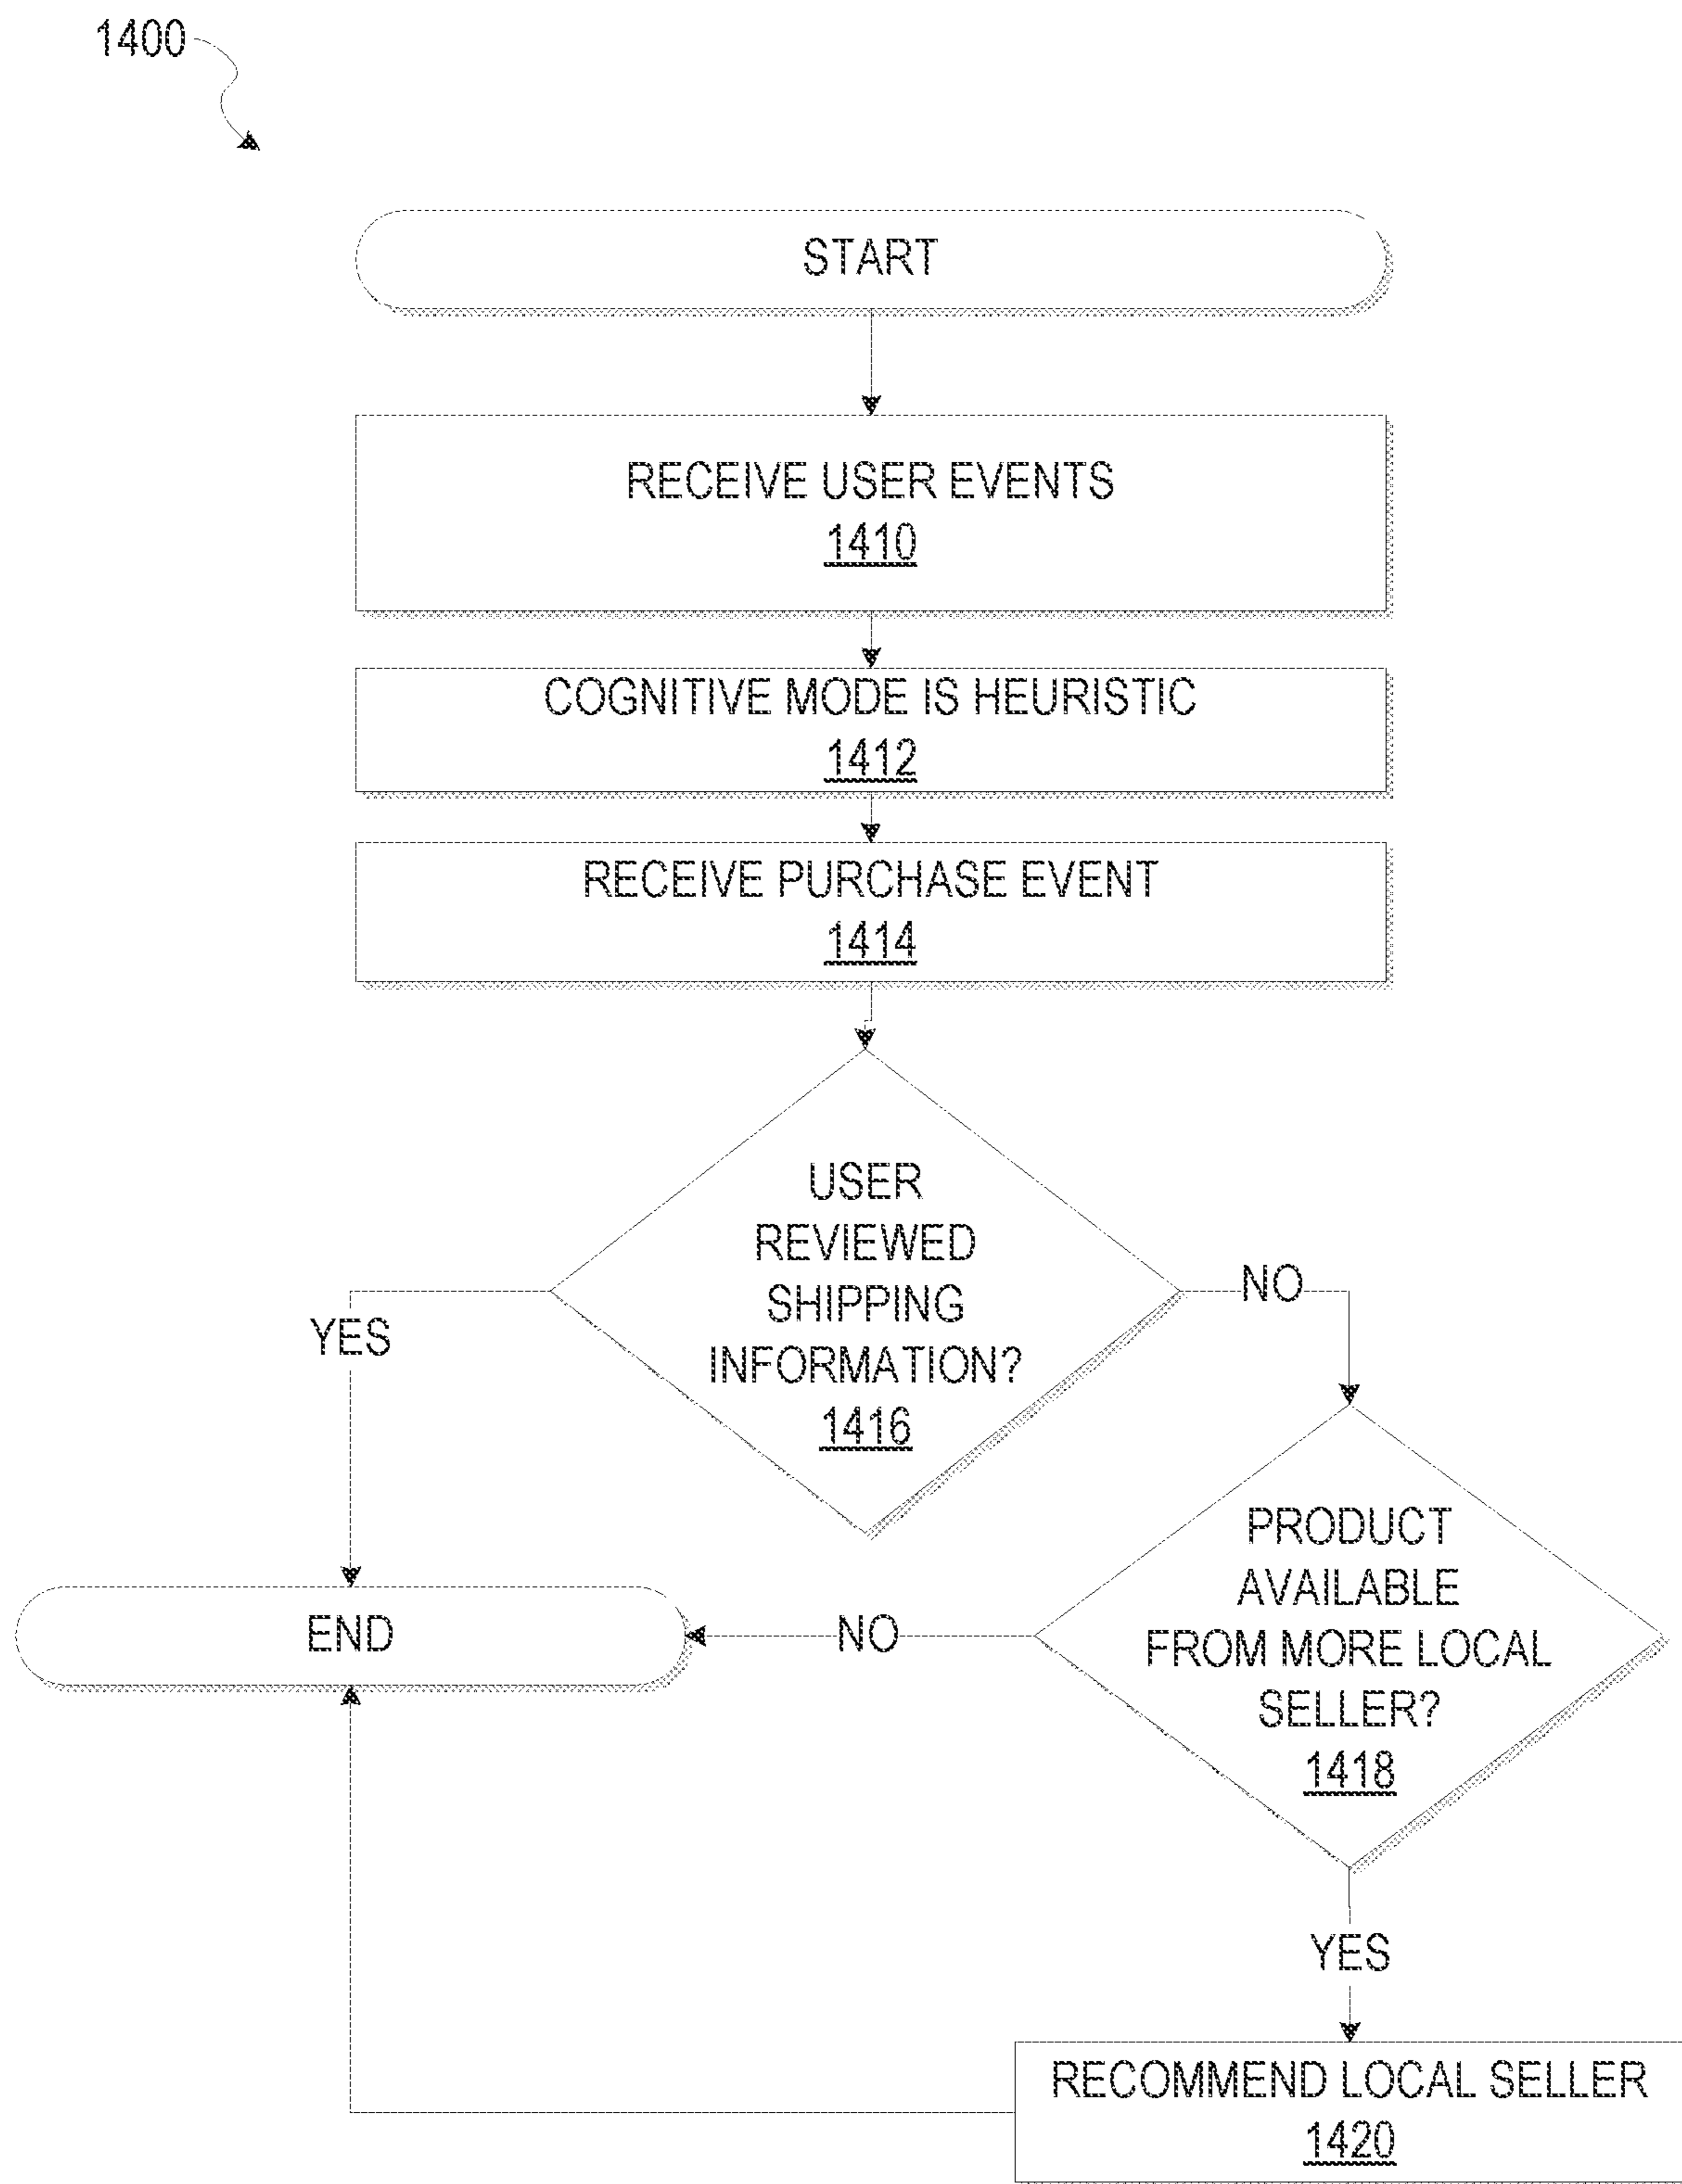 1400
START
RECEIVE USER EVENTS
1410
COGNITIVE MODE IS HEURISTIC
1412
RECEIVE PURCHASE EVENT
1414
USER
REVIEWED
SHIPPING
INFORMATION?
1416
YES
NO
PRODUCT
AVAILABLE
FROM MORE LOCAL
SELLER?
1418
END
NO
YES
RECOMMEND LOCAL SELLER
1420